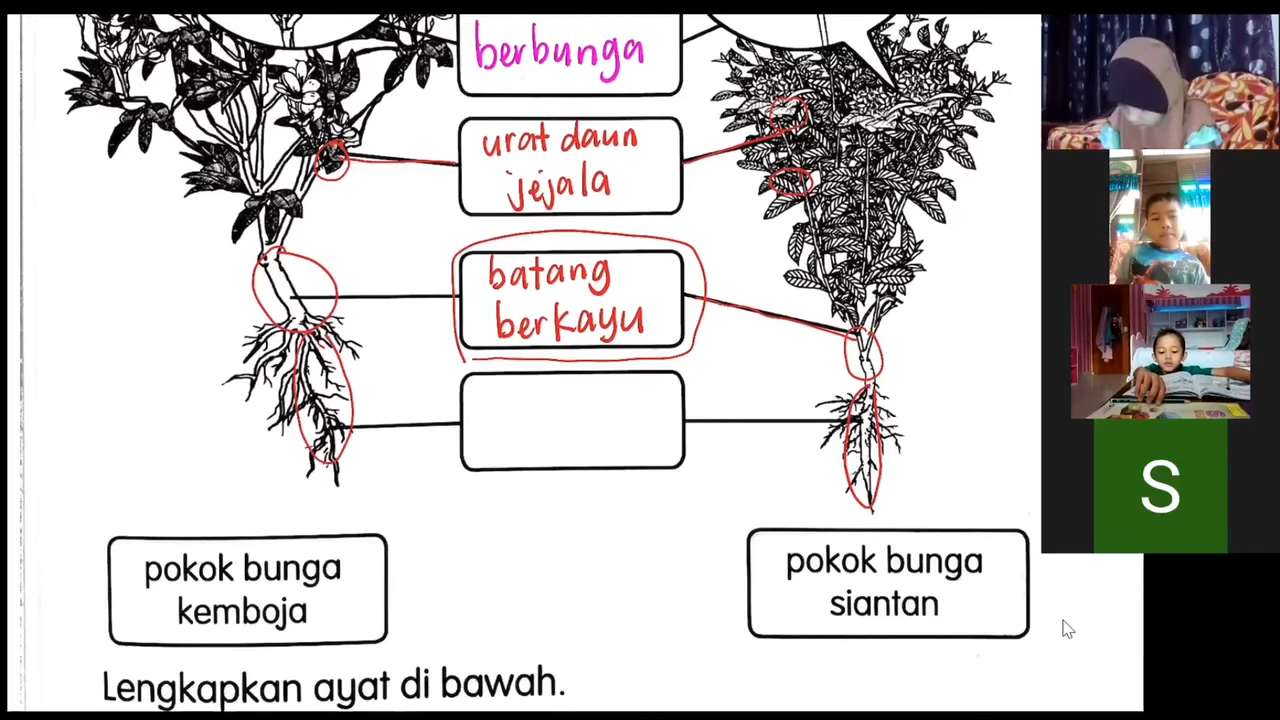 berbunga
urat daun
jejala
batang
berkayu
pokok bunga
kemboja
pokok bunga
siantan
Lengkapkan ayat di bawah.
S